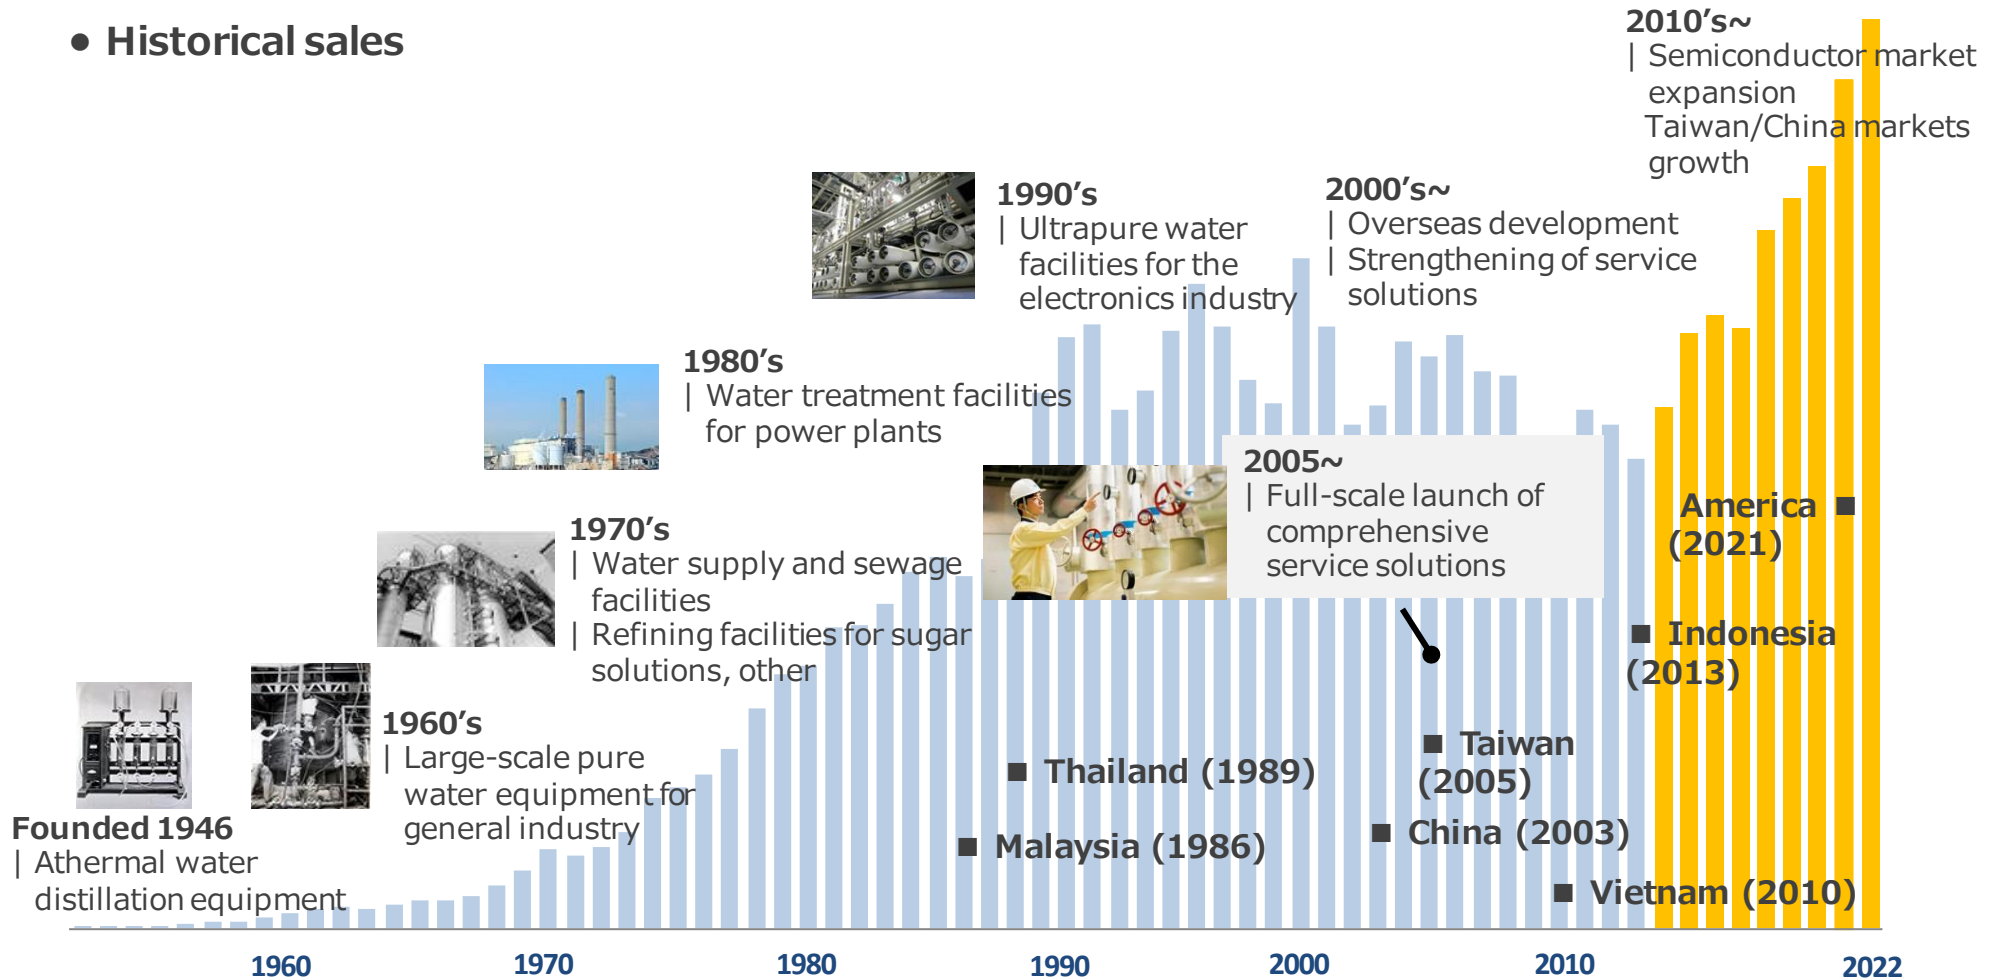 ● Historical sales
2010’s~
| Semiconductor market
expansion
Taiwan/China markets
growth
1990’s
| Ultrapure water
facilities for the
electronics industry
2000’s~
| Overseas development
| Strengthening of service
solutions
1980’s
| Water treatment facilities
for power plants
2005~
| Full-scale launch of
comprehensive
service solutions
1970’s
| Water supply and sewage
facilities
| Refining facilities for sugar
solutions, other
1960’s
| Large-scale pure
water equipment for
general industry
Founded 1946
| Athermal water
distillation equipment
America ■
(2021)
■ Indonesia
(2013)
■ Taiwan
(2005)
■ Thailand (1989)
■ China (2003)
■ Malaysia (1986)
■ Vietnam (2010)
1960 1970 1980 1990 2000 2010 2022